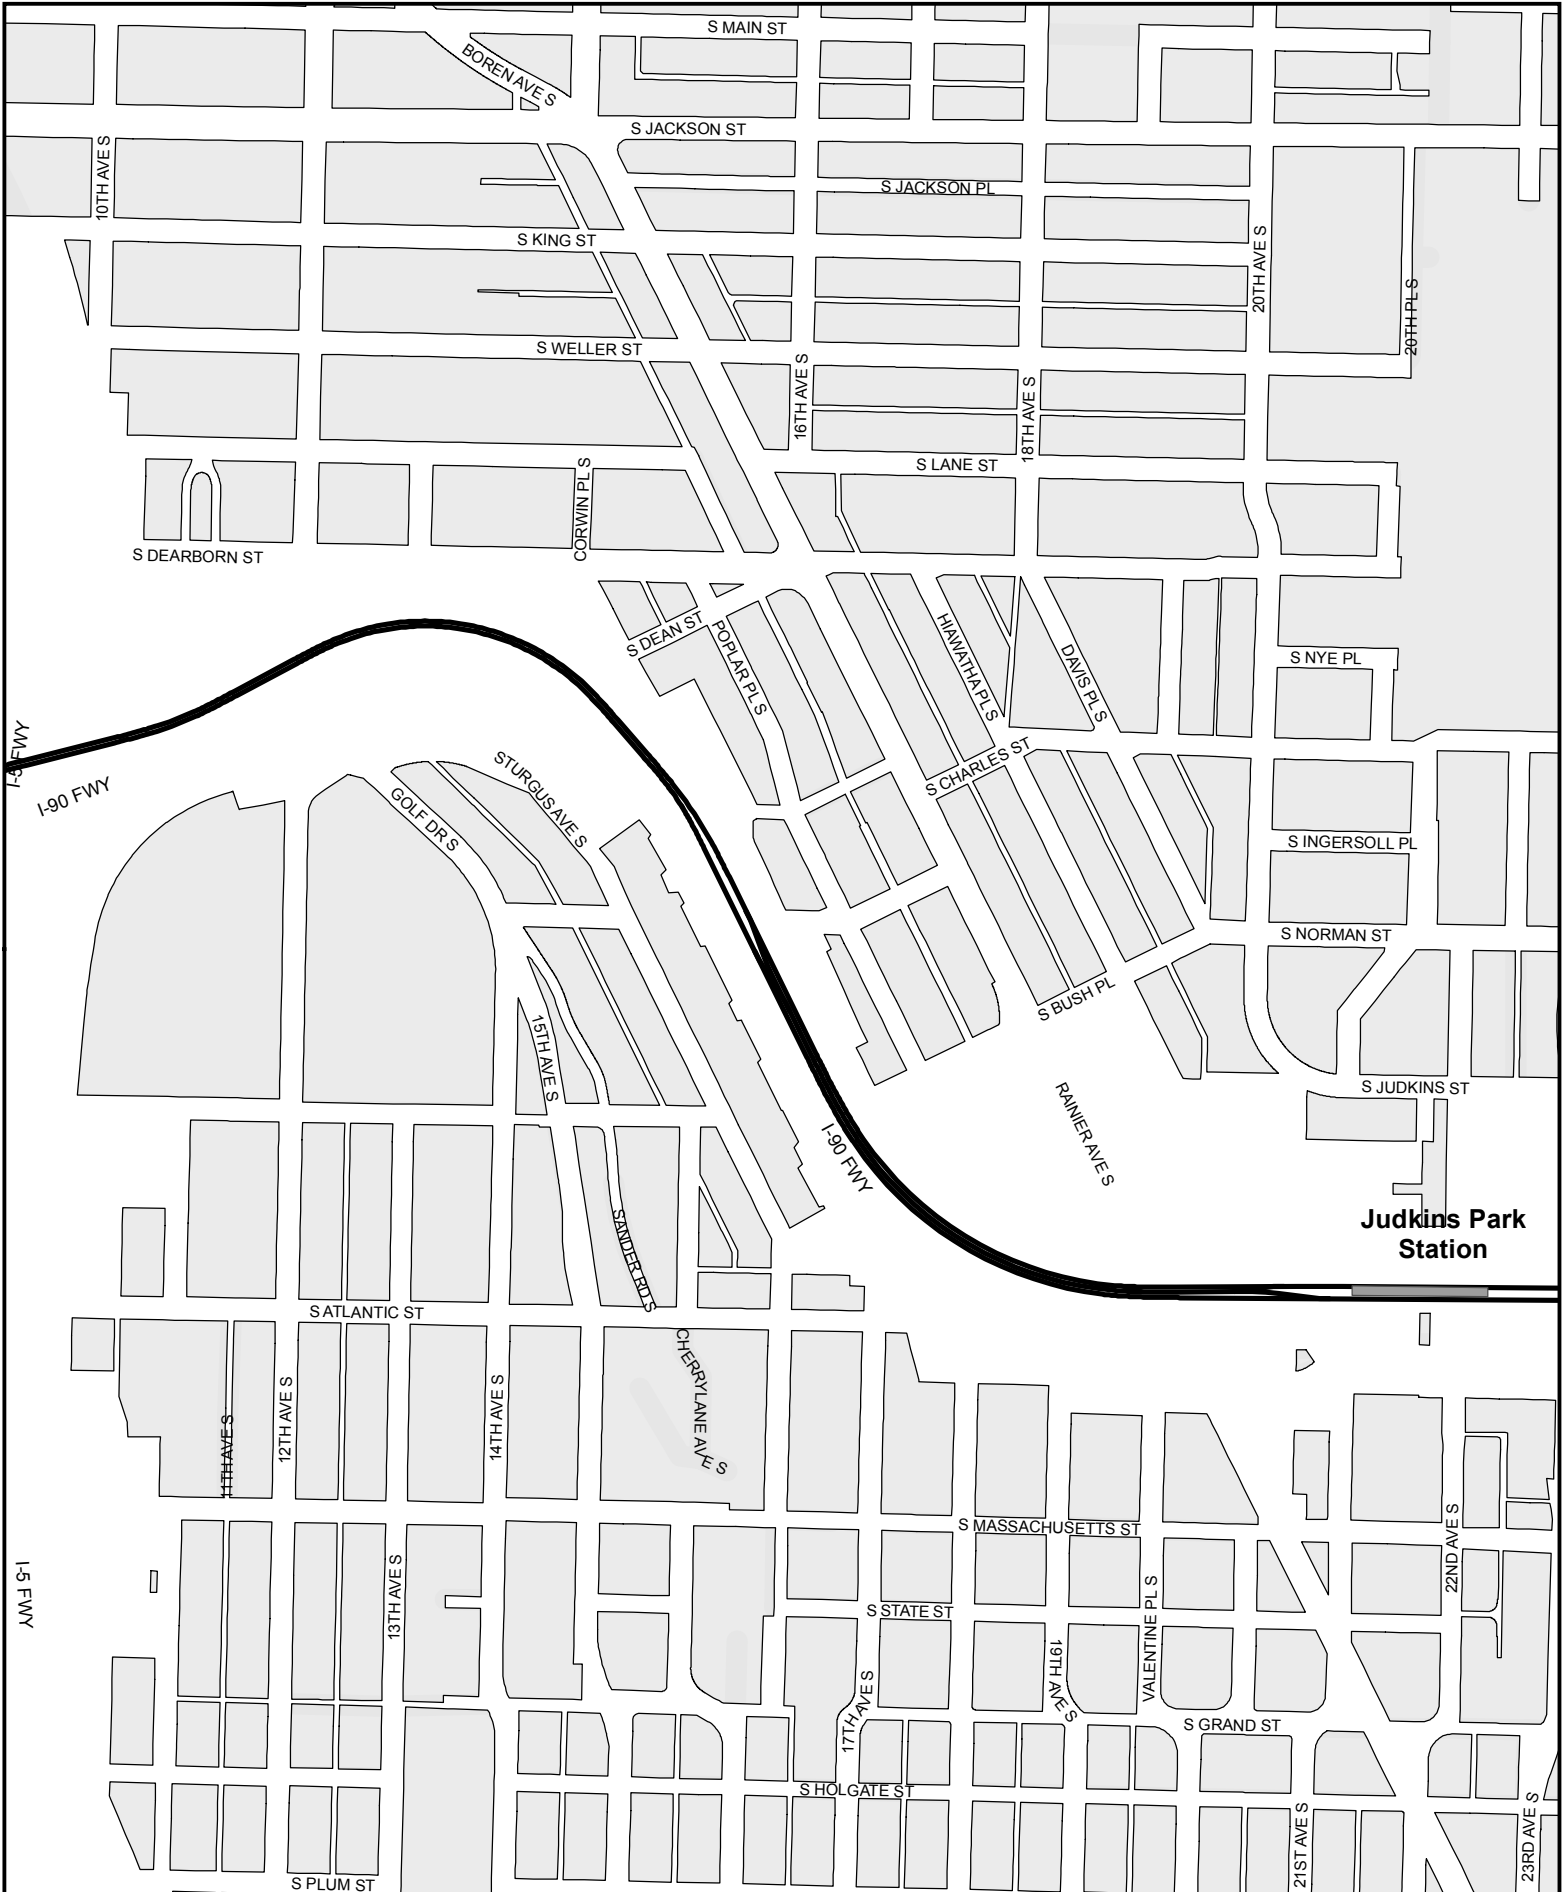 S MAIN ST
BOREN AVE S
S JACKSON ST
10TH AVE S
S JACKSON PL
S KING ST
20TH AVE S
20TH PL S
S WELLER ST
16TH AVE S
18TH AVE S
S LANE ST
CORWIN PL S
S DEARBORN ST
S DEAN ST
POPLAR PL S
HIAWATHA PL S
DAVIS PL S
S NYE PL
I-5 FWY
I-90 FWY
STURGUS AVE S
GOLF DR S
S CHARLES ST
S INGERSOLL PL
S NORMAN ST
S BUSH PL
15TH AVE S
S JUDKINS ST
RAINIER AVE S
I-90 FWY
Judkins Park
Station
SANDER RD S
S ATLANTIC ST
CHERRYLANE AVE S
11TH AVE S
12TH AVE S
14TH AVE S
S MASSACHUSETTS ST
22ND AVE S
I-5 FWY
13TH AVE S
S STATE ST
VALENTINE PL S
19TH AVE S
17TH AVE S
S GRAND ST
S HOLGATE ST
21ST AVE S
23RD AVE S
S PLUM ST